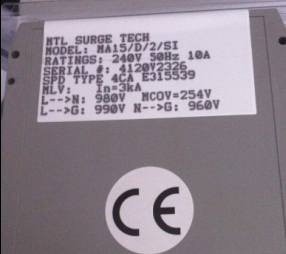 MTL SURGE TECH
MODEL: MA15/D/2/SI
RATINGS: 240V 50Hz 10A
SERIAL #: 4120V2326
SPD TYPE 4CA E315539
MLV: In=3kA
L-->N: 980V MCOV=254V
L-->G: 990V N-->G: 960V
CE